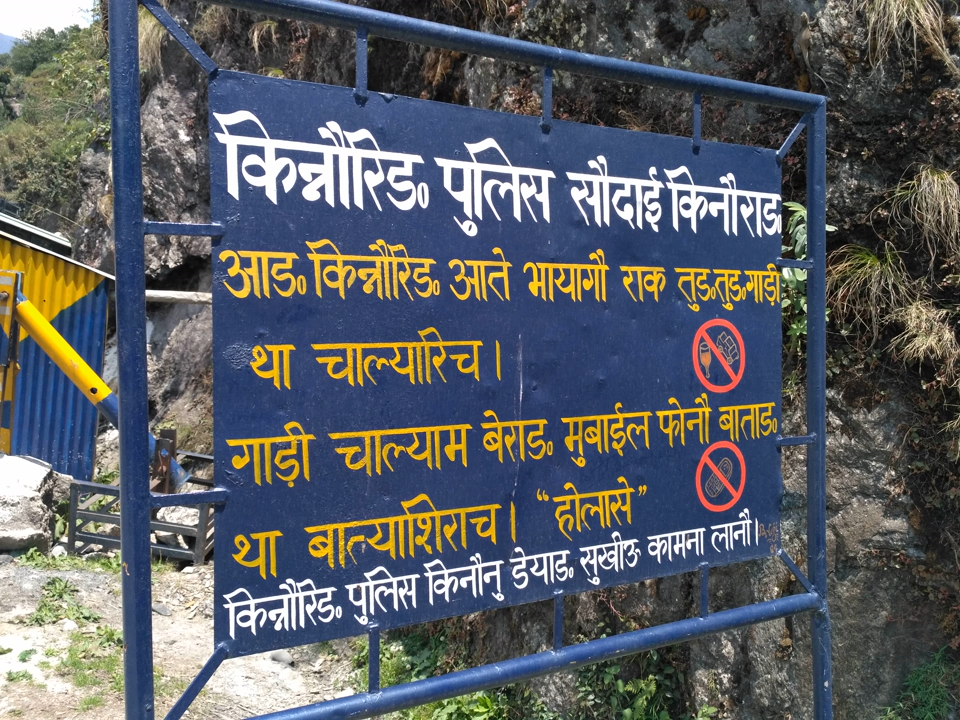 किन्नौरिड॰ पुलिस सौदाई किनौराड॰
आड॰ किन्नौरेड॰ आते भायागौ राक तुड॰तुड॰गाड़ी
था चाल्यारिच।
गाड़ी चाल्याम बेराड॰ मुबाईल फोनौ बाताड॰
था बात्याशिराच। “होलासे”
किन्नौरिड॰ पुलिस किनौनु डेयाड॰ सुखीऊ कामना लानौ।